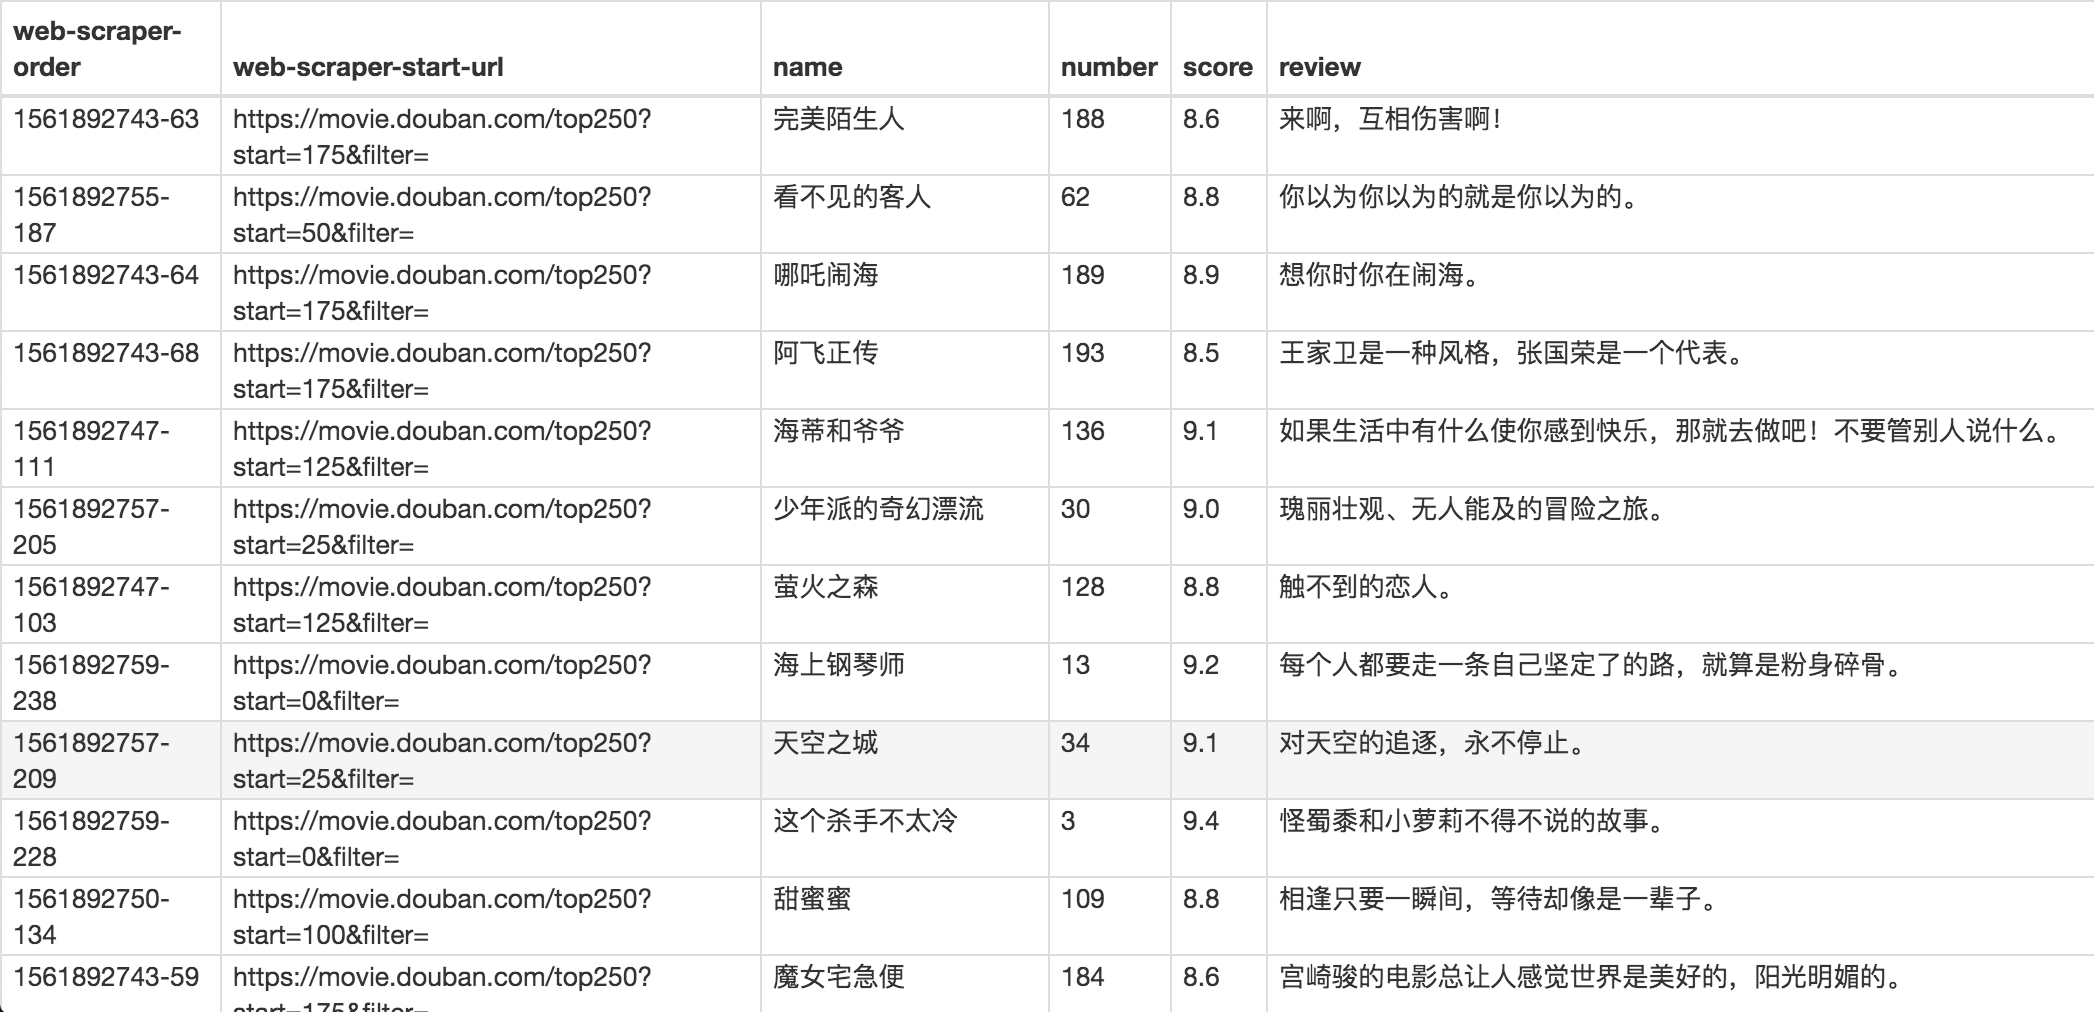 web-scraper-order web-scraper-start-url name number score review
1561892743-63 https://movie.douban.com/top250?start=175&filter= 完美陌生人 188 8.6 来啊，互相伤害啊！
1561892755-187 https://movie.douban.com/top250?start=50&filter= 看不见的客人 62 8.8 你以为你以为的就是你以为的。
1561892743-64 https://movie.douban.com/top250?start=175&filter= 哪吒闹海 189 8.9 想你时你在闹海。
1561892743-68 https://movie.douban.com/top250?start=175&filter= 阿飞正传 193 8.5 王家卫是一种风格，张国荣是一个代表。
1561892747-111 https://movie.douban.com/top250?start=125&filter= 海蒂和爷爷 136 9.1 如果生活中有什么使你感到快乐，那就去做吧！不要管别人说什么。
1561892757-205 https://movie.douban.com/top250?start=25&filter= 少年派的奇幻漂流 30 9.0 瑰丽壮观、无人能及的冒险之旅。
1561892747-103 https://movie.douban.com/top250?start=125&filter= 萤火之森 128 8.8 触不到的恋人。
1561892759-238 https://movie.douban.com/top250?start=0&filter= 海上钢琴师 13 9.2 每个人都要走一条自己坚定了的路，就算是粉身碎骨。
1561892757-209 https://movie.douban.com/top250?start=25&filter= 天空之城 34 9.1 对天空的追逐，永不停止。
1561892759-228 https://movie.douban.com/top250?start=0&filter= 这个杀手不太冷 3 9.4 怪蜀黍和小萝莉不得不说的故事。
1561892750-134 https://movie.douban.com/top250?start=100&filter= 甜蜜蜜 109 8.8 相逢只要一瞬间，等待却像是一辈子。
1561892743-59 https://movie.douban.com/top250?start=175&filter= 魔女宅急便 184 8.6 宫崎骏的电影总让人感觉世界是美好的，阳光明媚的。